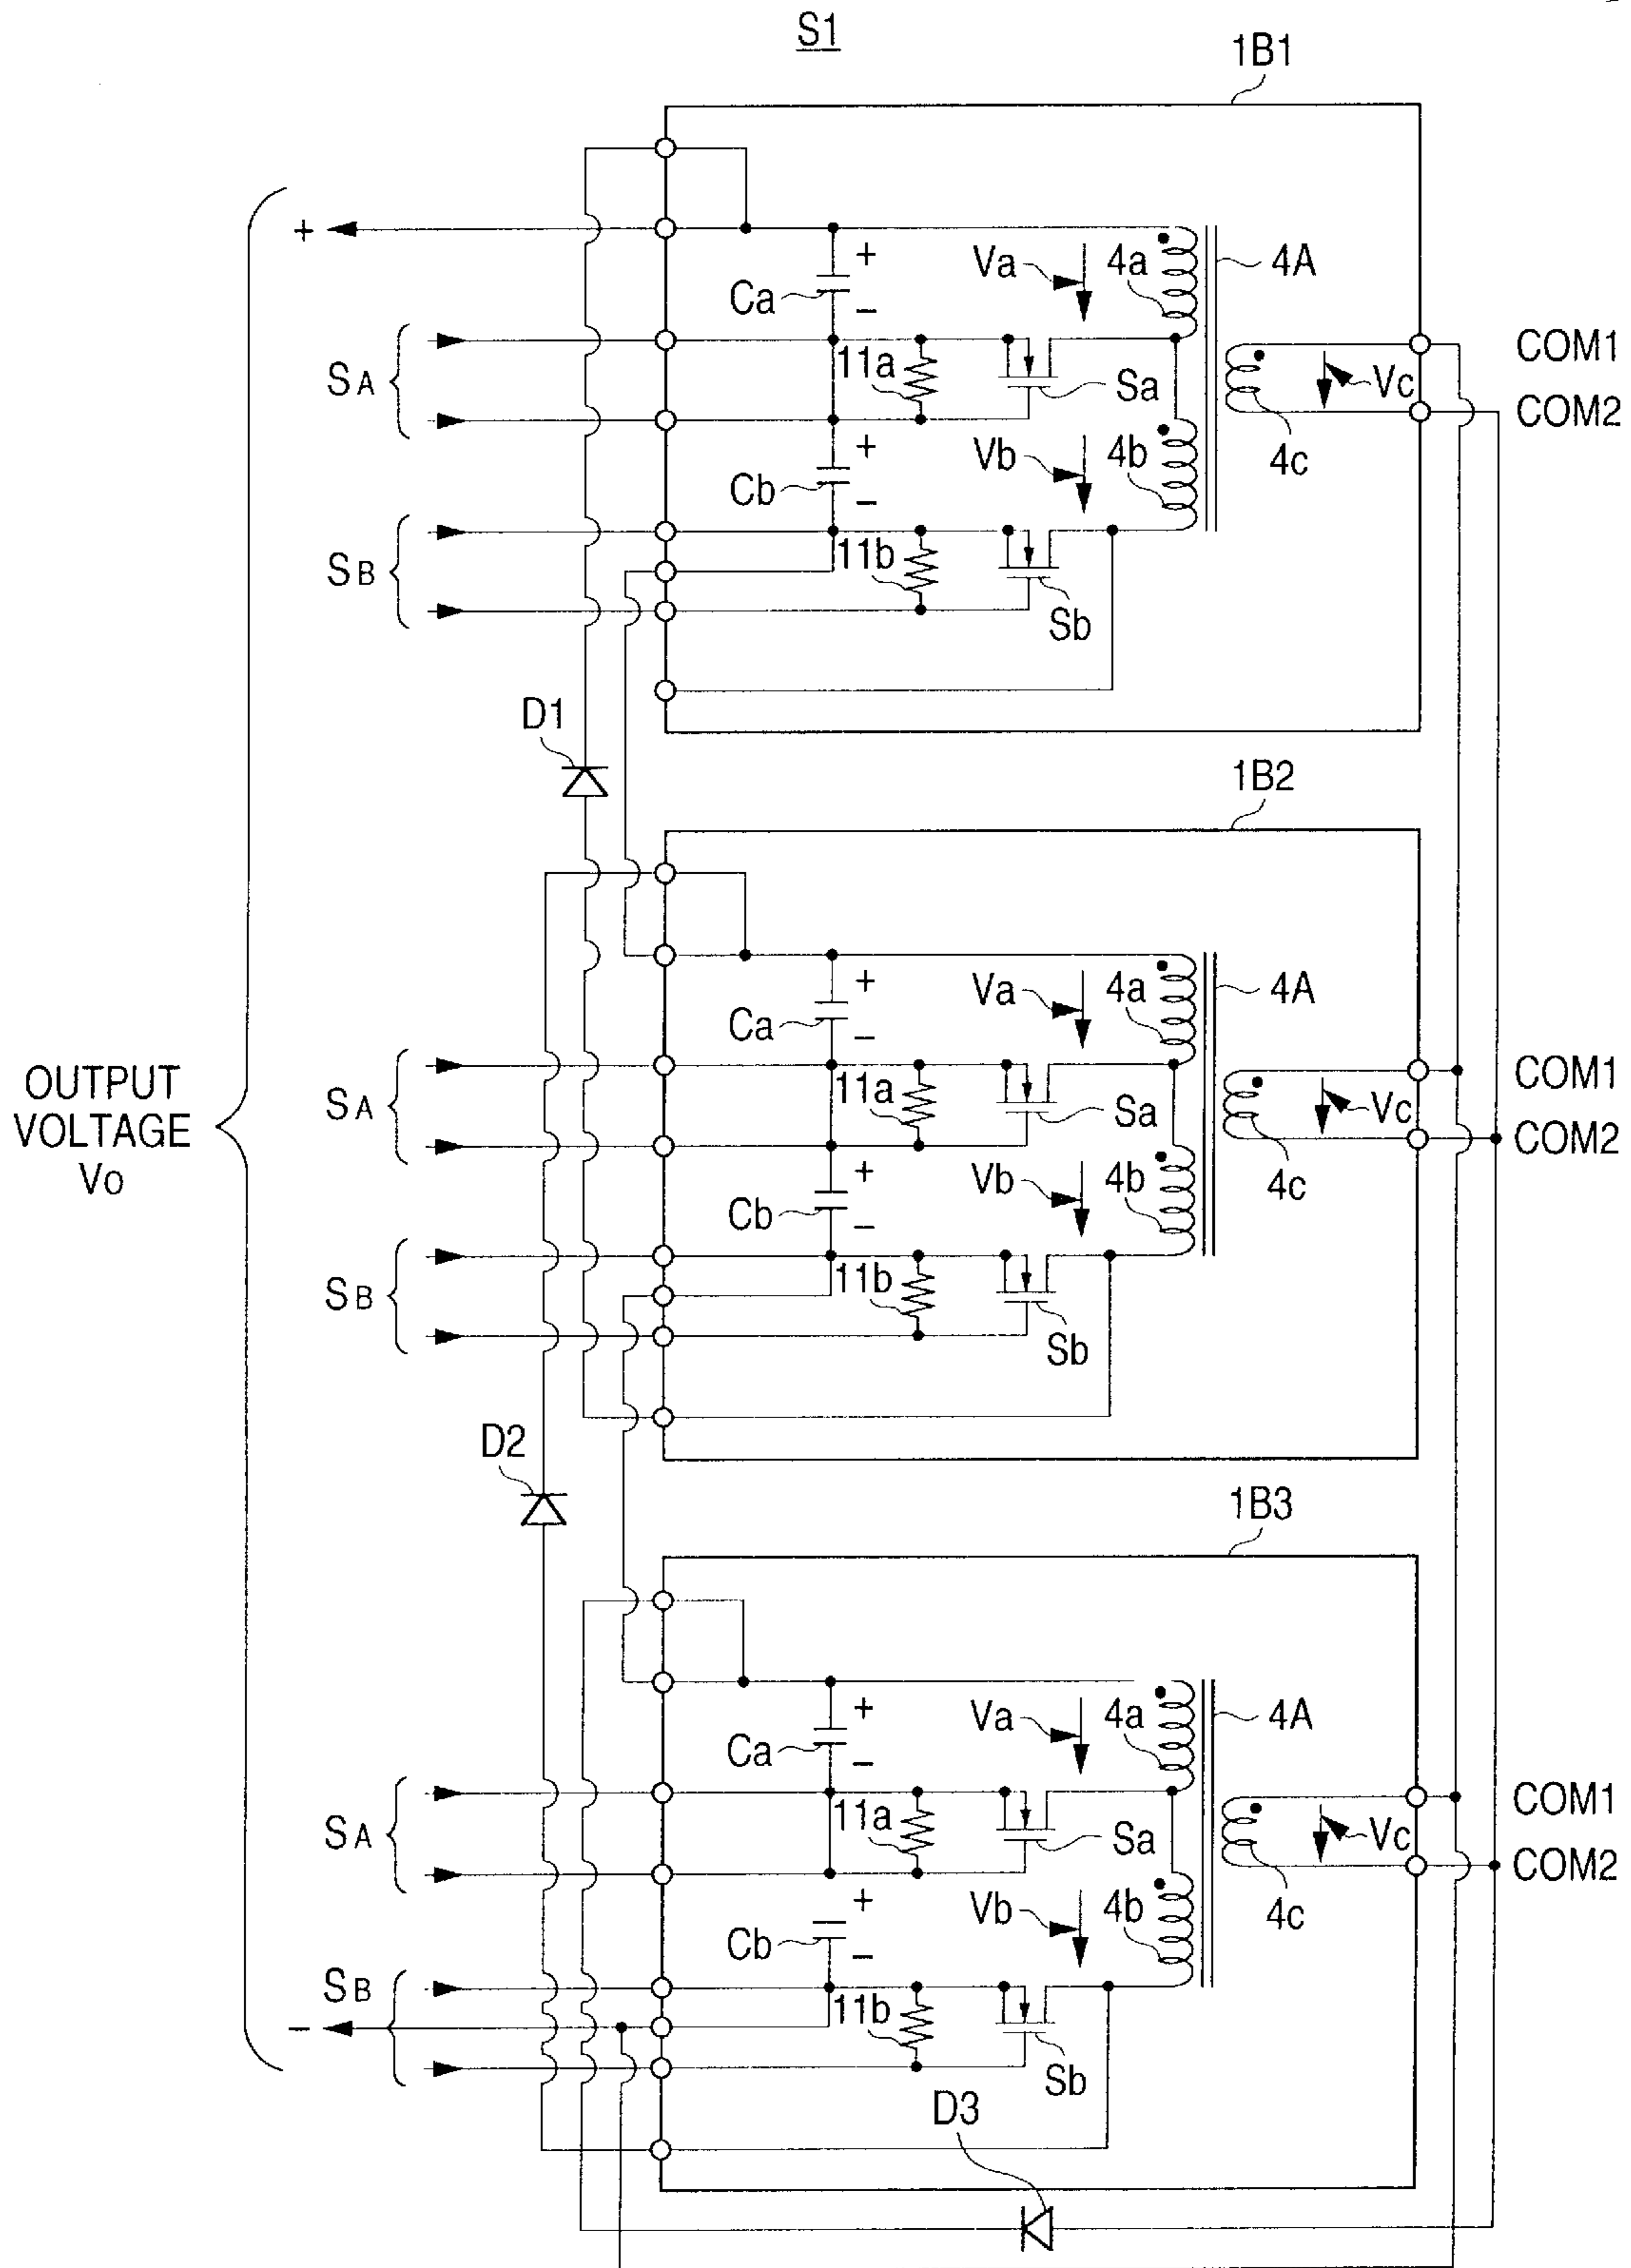 S1
1B1
+
Ca
+
−
Va
4a
4A
SA
11a
Sa
COM1
Vc
COM2
4c
Cb
+
−
Vb
4b
SB
11b
Sb
D1
1B2
Ca
+
−
Va
4a
4A
SA
11a
Sa
COM1
Vc
COM2
4c
OUTPUT
VOLTAGE
Vo
Cb
+
−
Vb
4b
SB
11b
Sb
D2
1B3
Ca
+
−
Va
4a
4A
SA
11a
Sa
COM1
Vc
COM2
4c
Cb
+
−
Vb
4b
SB
−
11b
Sb
D3